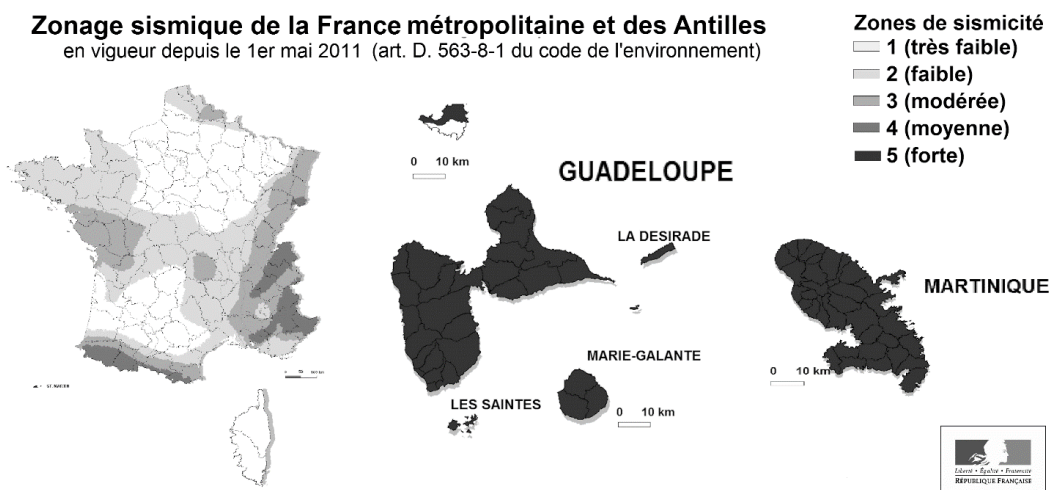 Zonage sismique de la France métropolitaine et des Antilles
en vigueur depuis le 1er mai 2011 (art. D. 563-8-1 du code de l'environnement)
Zones de sismicité
1 (très faible)
2 (faible)
3 (modérée)
4 (moyenne)
5 (forte)
0 10 km
GUADELOUPE
LA DESIRADE
MARTINIQUE
MARIE-GALANTE
0 10 km
LES SAINTES
0 10 km
Liberté • Égalité • Fraternité
RÉPUBLIQUE FRANÇAISE